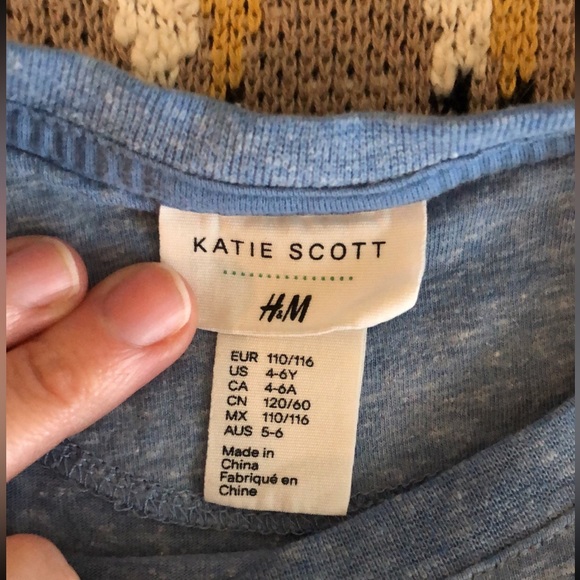 KATIE SCOTT
H&M
EUR 110/116
US 4-6Y
CA 4-6A
CN 120/60
MX 110/116
AUS 5-6
Made in
China
Fabriqué en
Chine